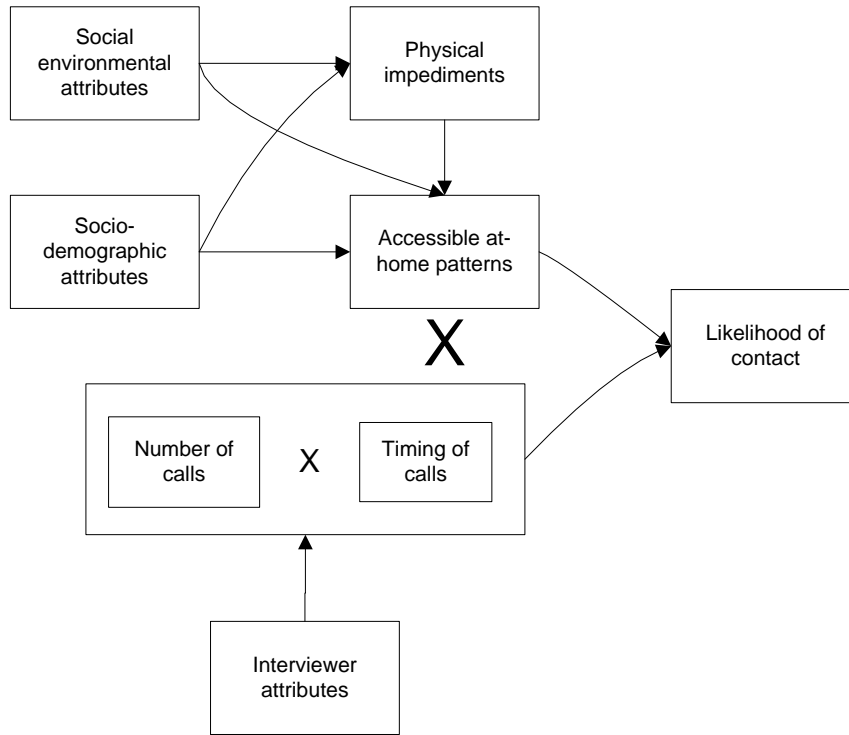 Social
environmental
attributes
Physical
impediments
Socio-
demographic
attributes
Accessible at-
home patterns
X
Likelihood of
contact
Number of
calls
X
Timing of
calls
Interviewer
attributes